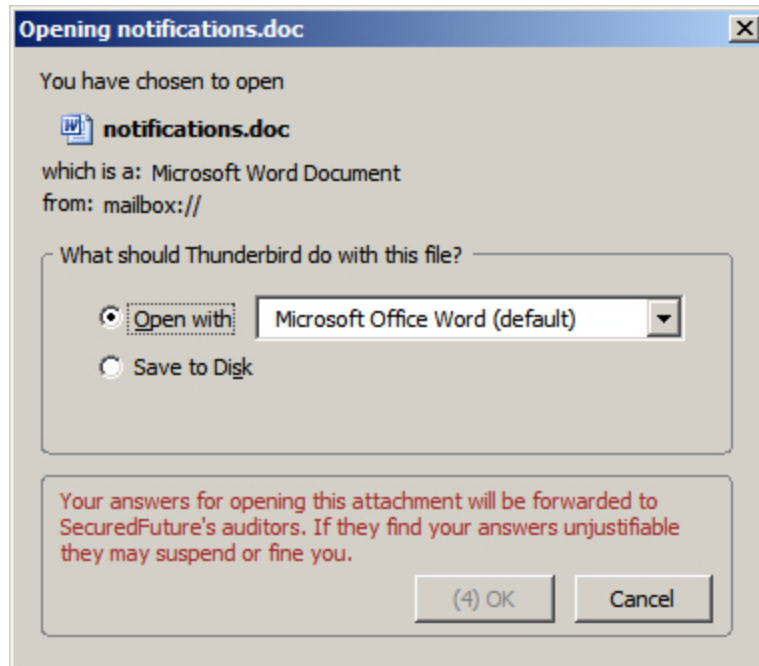 Opening notifications.doc
You have chosen to open
notifications.doc
which is a: Microsoft Word Document
from: mailbox://
What should Thunderbird do with this file?
Open with Microsoft Office Word (default)
Save to Disk
Your answers for opening this attachment will be forwarded to
SecuredFuture's auditors. If they find your answers unjustifiable
they may suspend or fine you.
(4) OK Cancel